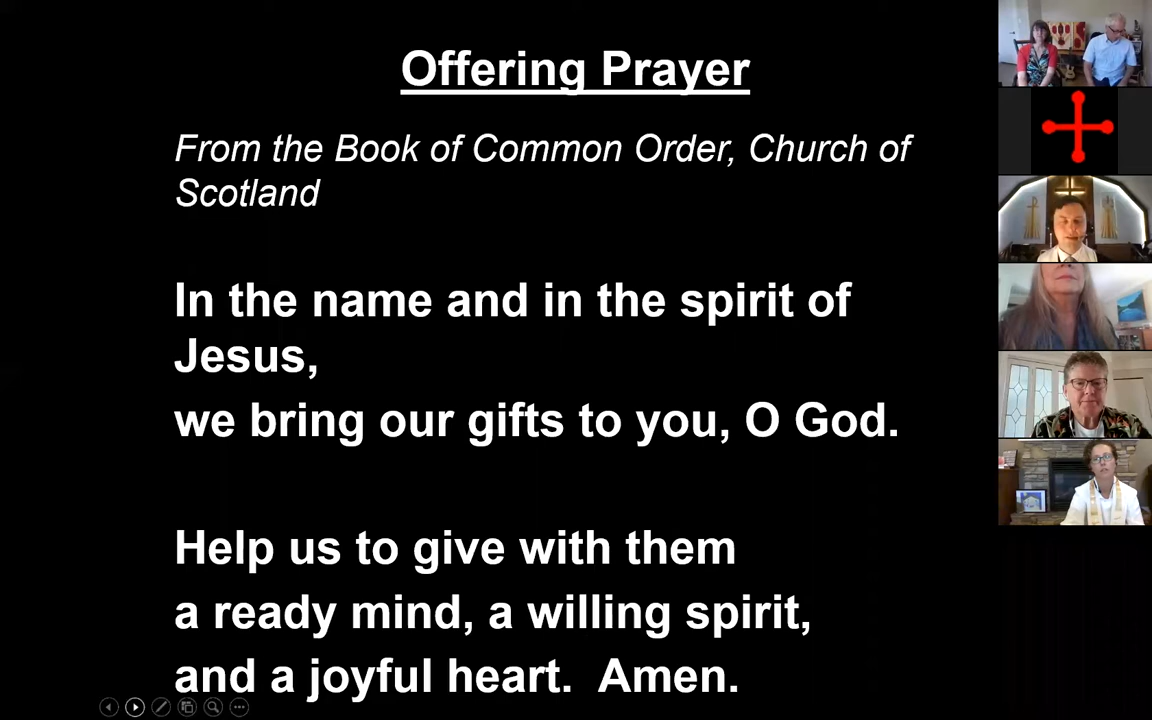 Offering Prayer
From the Book of Common Order, Church of
Scotland
In the name and in the spirit of
Jesus,
we bring our gifts to you, O God.
Help us to give with them
a ready mind, a willing spirit,
and a joyful heart.  Amen.